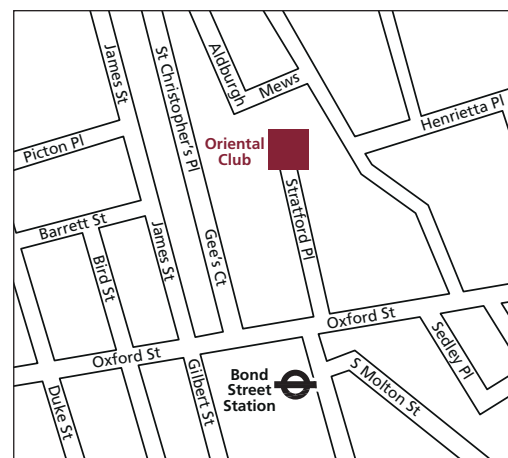 James St
St Christopher's Pl
Aldburgh
Mews
Henrietta Pl
Picton Pl
Oriental
Club
Stratford Pl
Barrett St
Bird St
James St
Gee's Ct
Oxford St
Sedley Pl
Oxford St
Duke St
Gilbert St
Bond
Street
Station
S Molton St